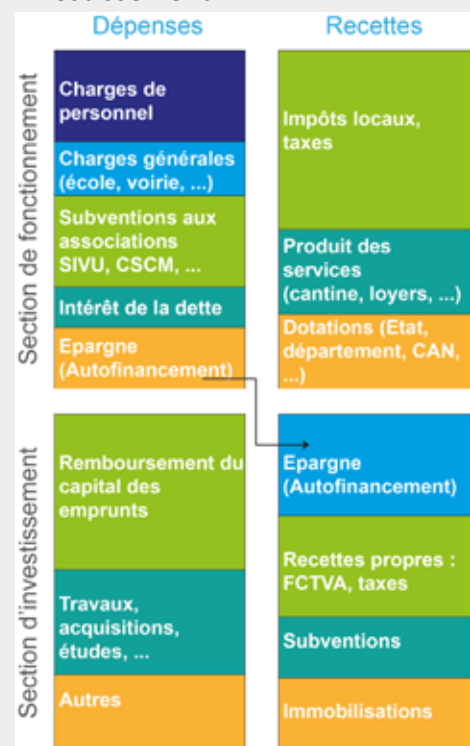 Dépenses
Recettes
Section de fonctionnement
Charges de
personnel
Charges générales
(école, voirie, ...)
Subventions aux
associations
SIVU, CSCM, ...
Intérêt de la dette
Epargne
(Autofinancement)
Impôts locaux,
taxes
Produit des
services
(cantine, loyers, ...)
Dotations (Etat,
département, CAN,
...)
Section d'investissement
Remboursement du
capital des
emprunts
Travaux,
acquisitions,
études, ...
Autres
Epargne
(Autofinancement)
Recettes propres :
FCTVA, taxes
Subventions
Immobilisations